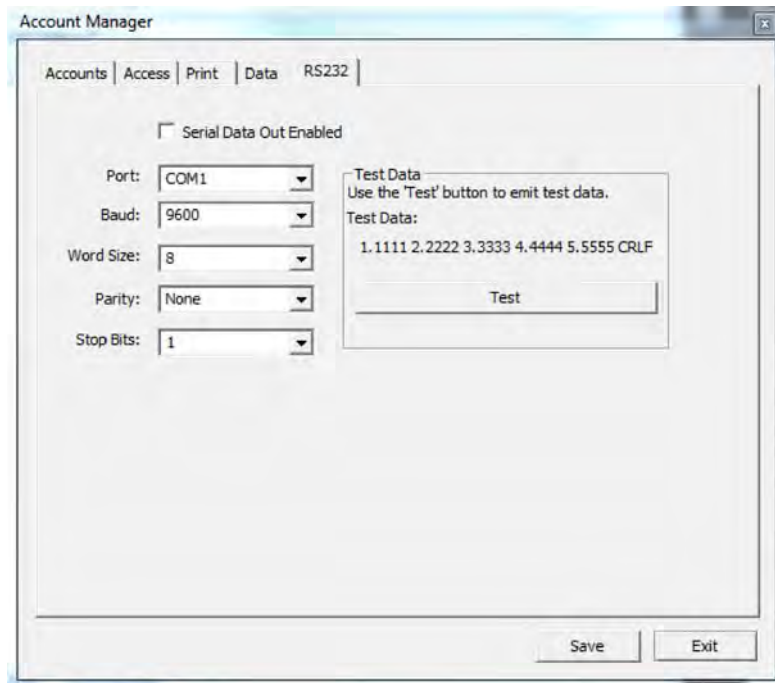 Account Manager
Accounts Access Print Data RS232
Serial Data Out Enabled
Port: COM1
Baud: 9600
Word Size: 8
Parity: None
Stop Bits: 1
Test Data
Use the 'Test' button to emit test data.
Test Data:
1.1111 2.2222 3.3333 4.4444 5.5555 CRLF
Test
Save Exit